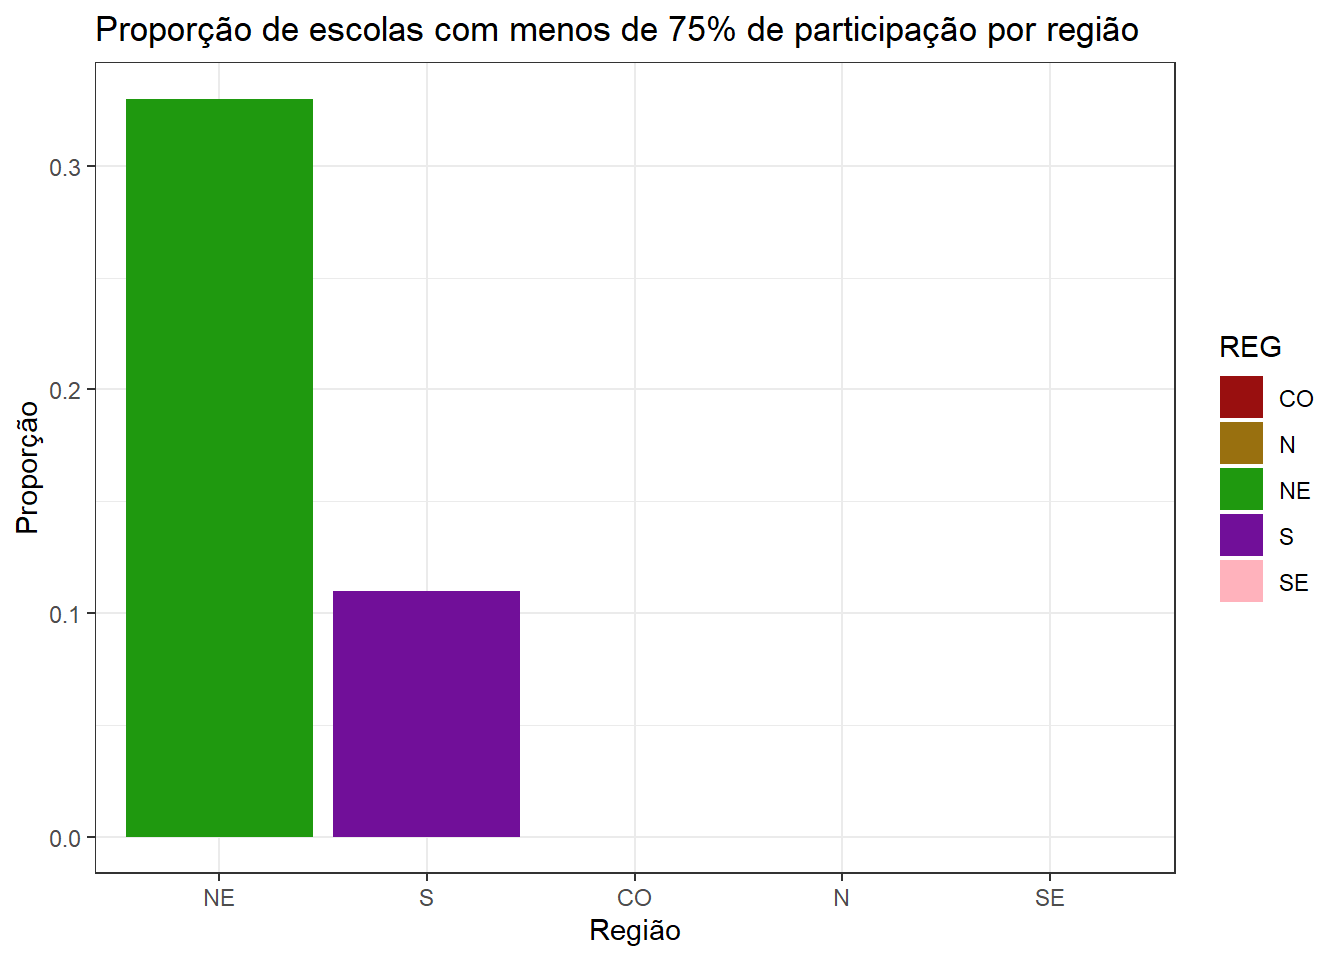 Proporção de escolas com menos de 75% de participação por região
Proporção
0.3
0.2
0.1
0.0
NE
S
CO
N
SE
Região
REG
CO
N
NE
S
SE